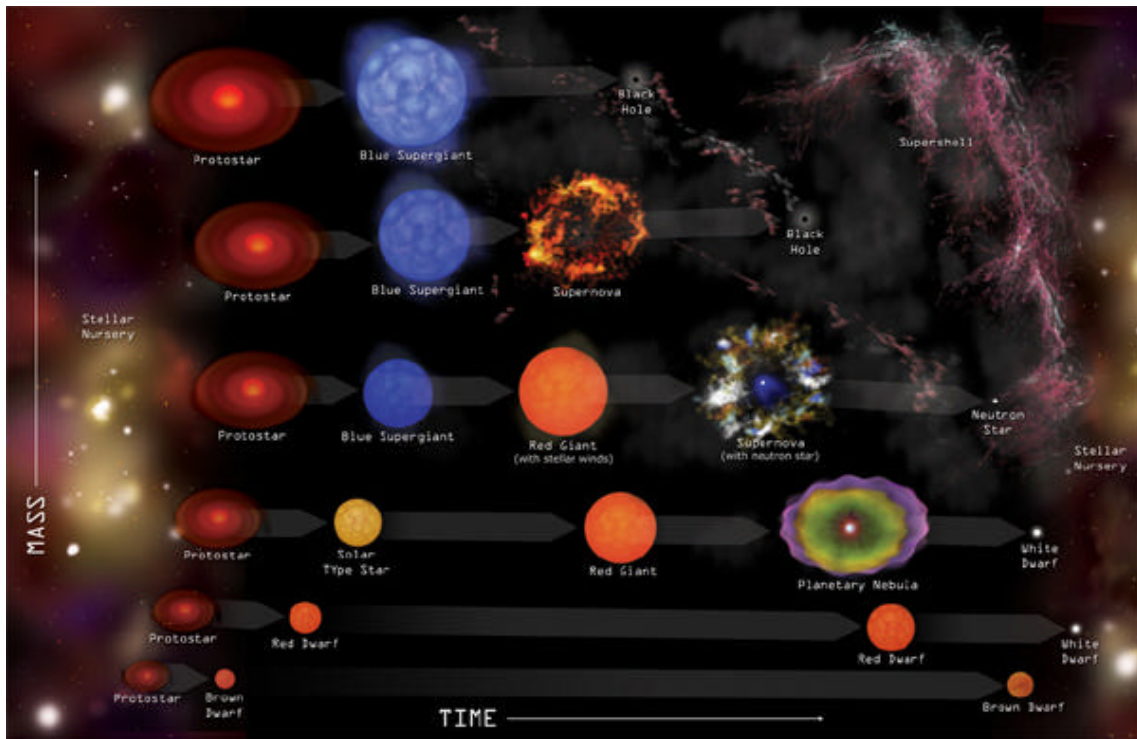 Protostar
Blue Supergiant
Black
Hole
Supershell
Protostar
Blue Supergiant
Supernova
Black
Hole
Stellar
Nursery
Protostar
Blue Supergiant
Red Giant
(with stellar winds)
Supernova
(with neutron star)
Neutron
Star
Stellar
Nursery
MASS
Protostar
Solar
TYpe Star
Red Giant
Planetary Nebula
White
Dwarf
Protostar
Red Dwarf
Red Dwarf
White
Dwarf
Protostar
Brown
Dwarf
Brown Dwarf
TIME